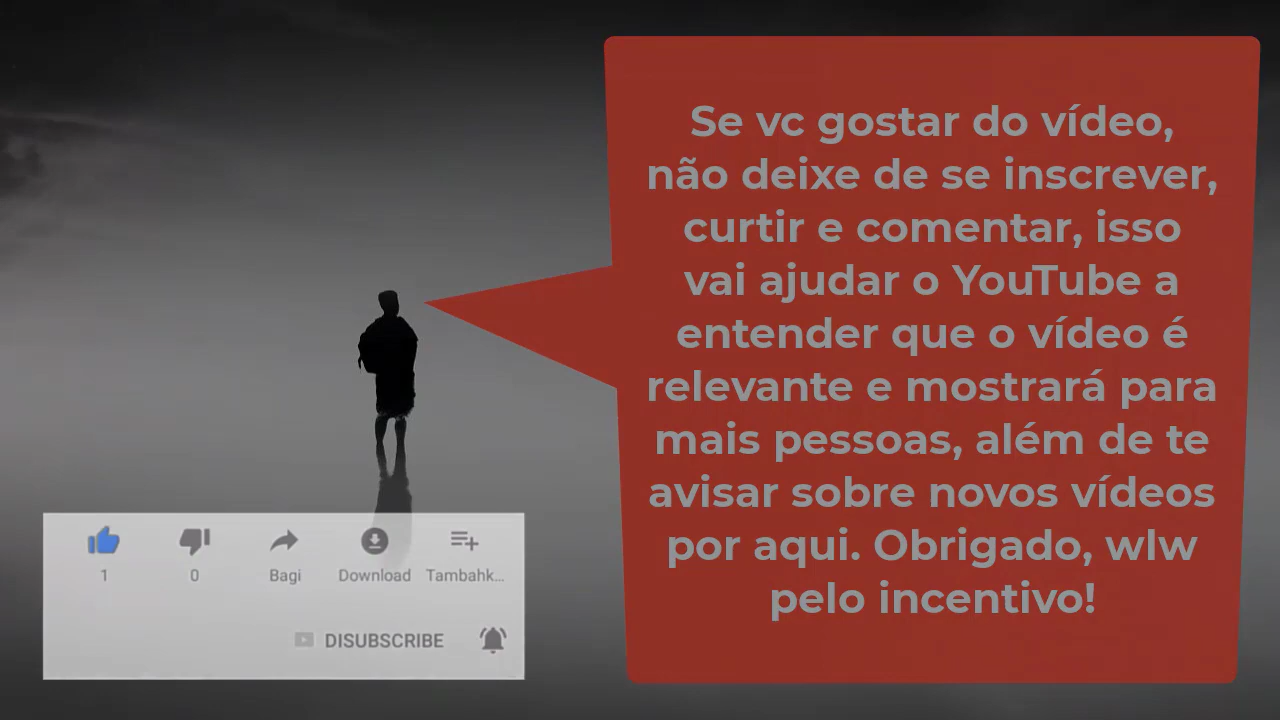 Se vc gostar do vídeo,
não deixe de se inscrever,
curtir e comentar, isso
vai ajudar o YouTube a
entender que o vídeo é
relevante e mostrará para
mais pessoas, além de te
avisar sobre novos vídeos
por aqui. Obrigado, wlw
pelo incentivo!
1 0 Bagi Download Tambahk...
DISUBSCRIBE